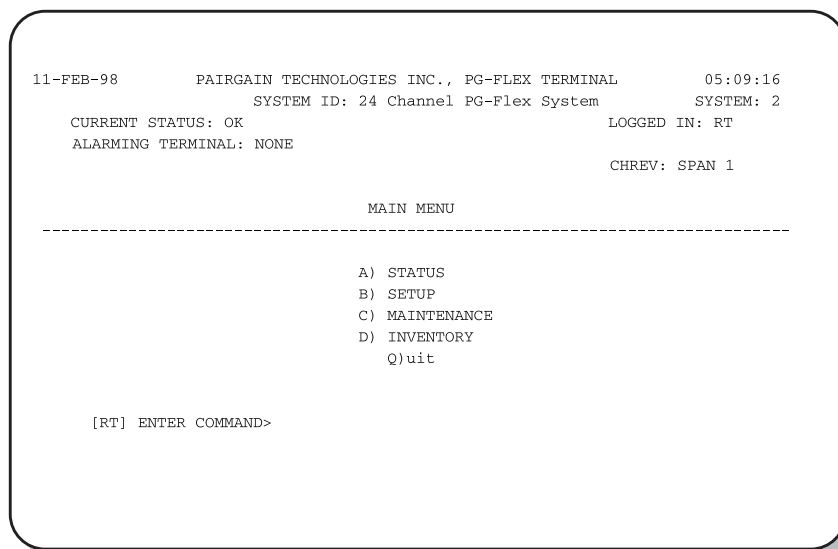 11-FEB-98 PAIRGAIN TECHNOLOGIES INC., PG-FLEX TERMINAL 05:09:16
SYSTEM ID: 24 Channel PG-Flex System SYSTEM: 2
CURRENT STATUS: OK LOGGED IN: RT
ALARMING TERMINAL: NONE
CHREV: SPAN 1
MAIN MENU
--------------------------------------------------------------------------------
A) STATUS
B) SETUP
C) MAINTENANCE
D) INVENTORY
Q)uit
[RT] ENTER COMMAND>